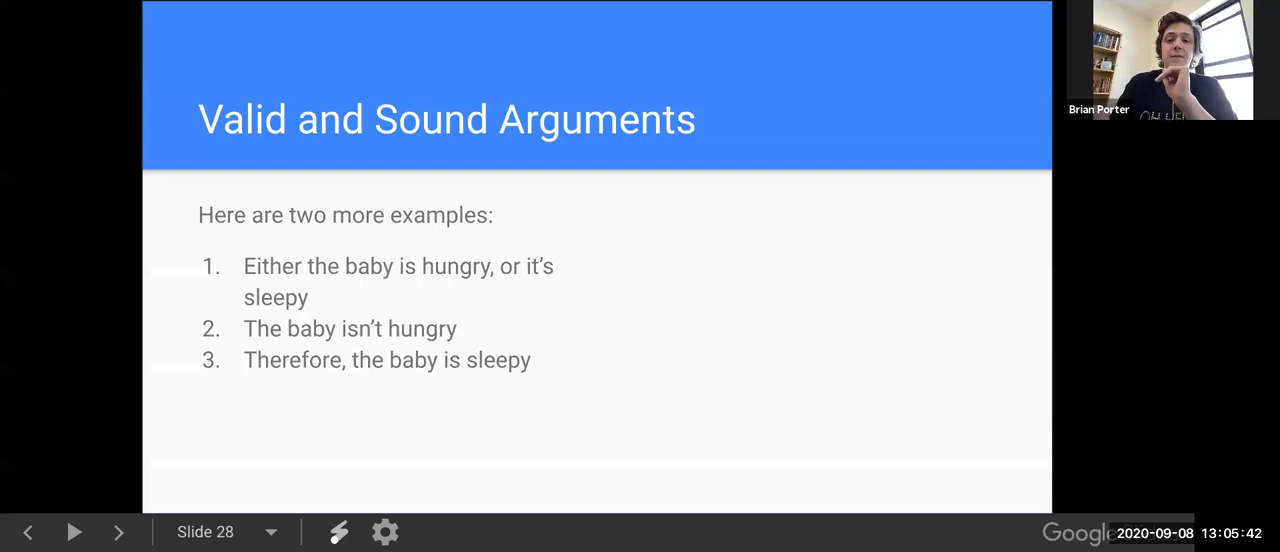 Valid and Sound Arguments
Here are two more examples:
1. Either the baby is hungry, or it's
sleepy
2. The baby isn't hungry
3. Therefore, the baby is sleepy
Brian Porter
Slide 28
Google
2020-09-08 13:05:42